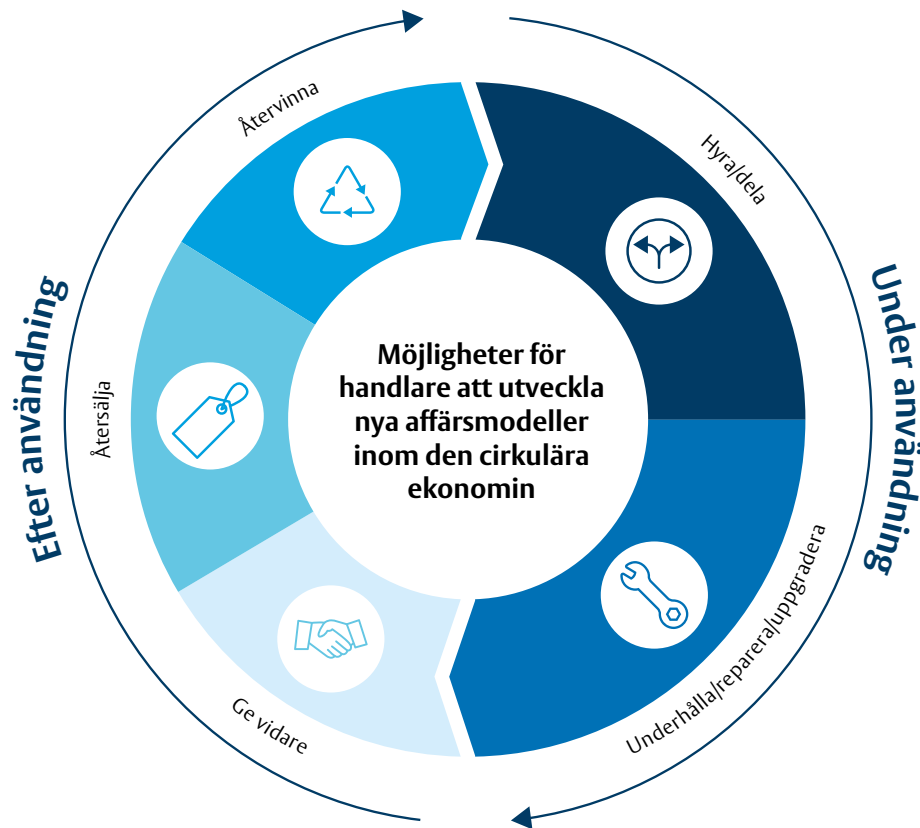 Återvinna
Hyra/dela
Efter användning
Under användning
Återsälja
Möjligheter för
handlare att utveckla
nya affärsmodeller
inom den cirkulära
ekonomin
Underhålla/reparera/uppgradera
Ge vidare